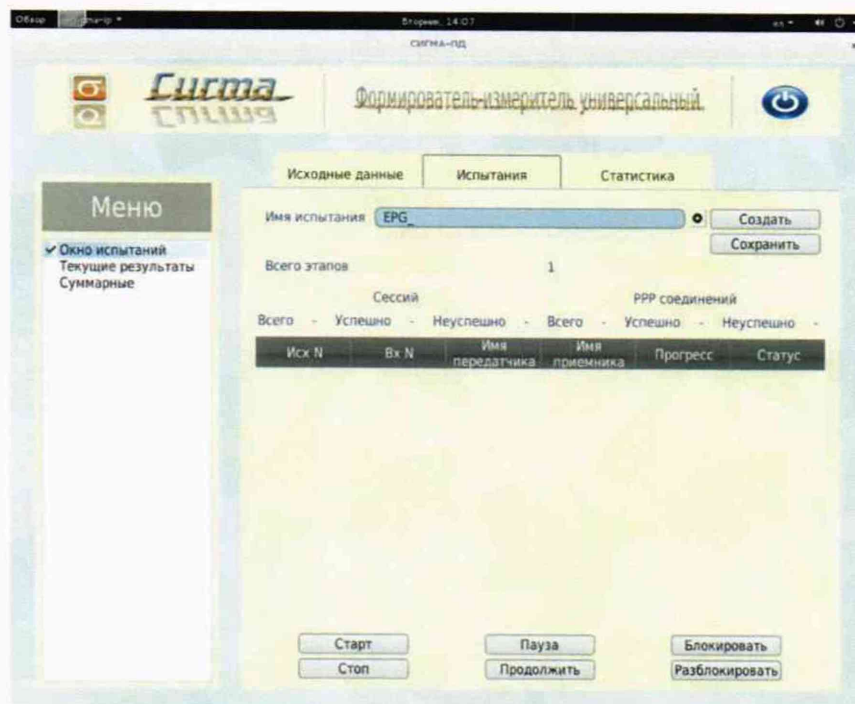 Обзор
Вторник, 14:07
en
СИГМА-ПД
Сигма
Формирователь-измеритель универсальный
Исходные данные
Испытания
Статистика
Меню
Окно испытаний
Текущие результаты
Суммарные
Имя испытания EPG_ Создать
Сохранить
Всего этапов 1
Сессий PPP соединений
Всего - Успешно - Неуспешно - Всего - Успешно - Неуспешно -
Исх N Вх N Имя передатчика Имя приемника Прогресс Статус
Старт Пауза Блокировать
Стоп Продолжить Разблокировать